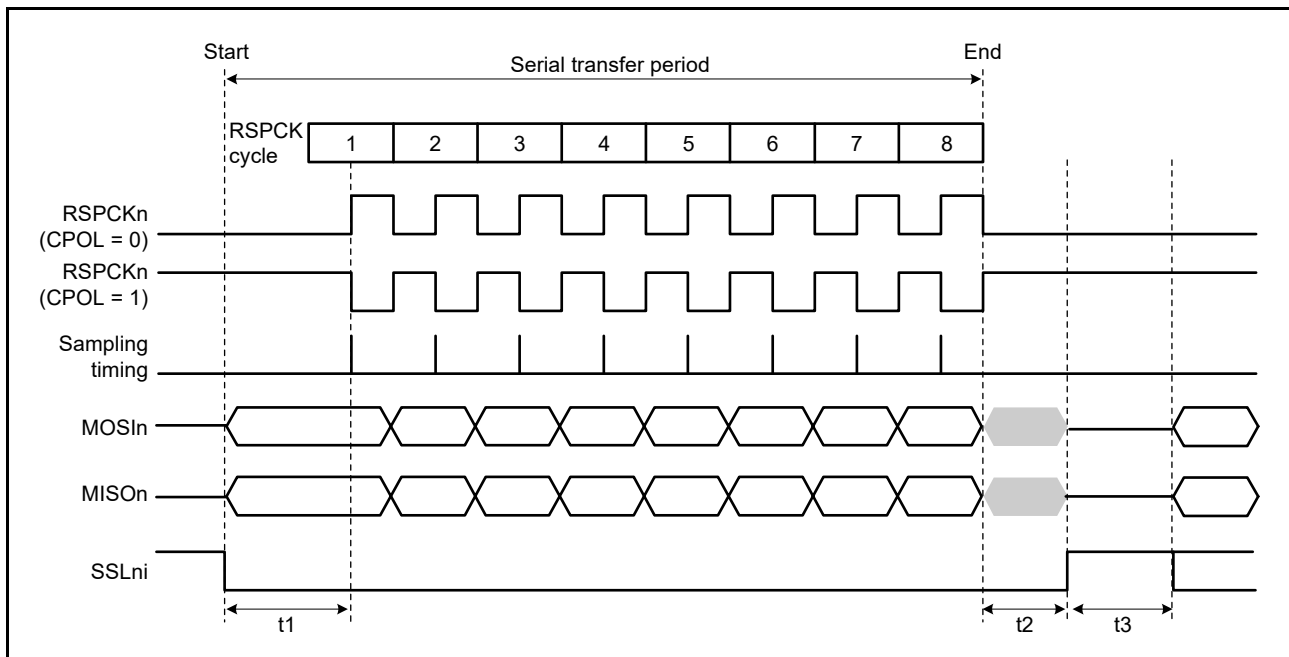 Start
End
Serial transfer period
RSPCK
cycle
1 2 3 4 5 6 7 8
RSPCKn
(CPOL = 0)
RSPCKn
(CPOL = 1)
Sampling
timing
MOSIn
MISOn
SSLni
t1
t2
t3